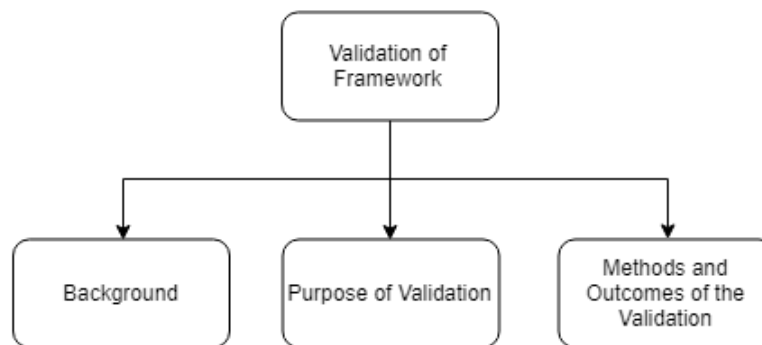 Validation of
Framework
Background
Purpose of Validation
Methods and
Outcomes of the
Validation